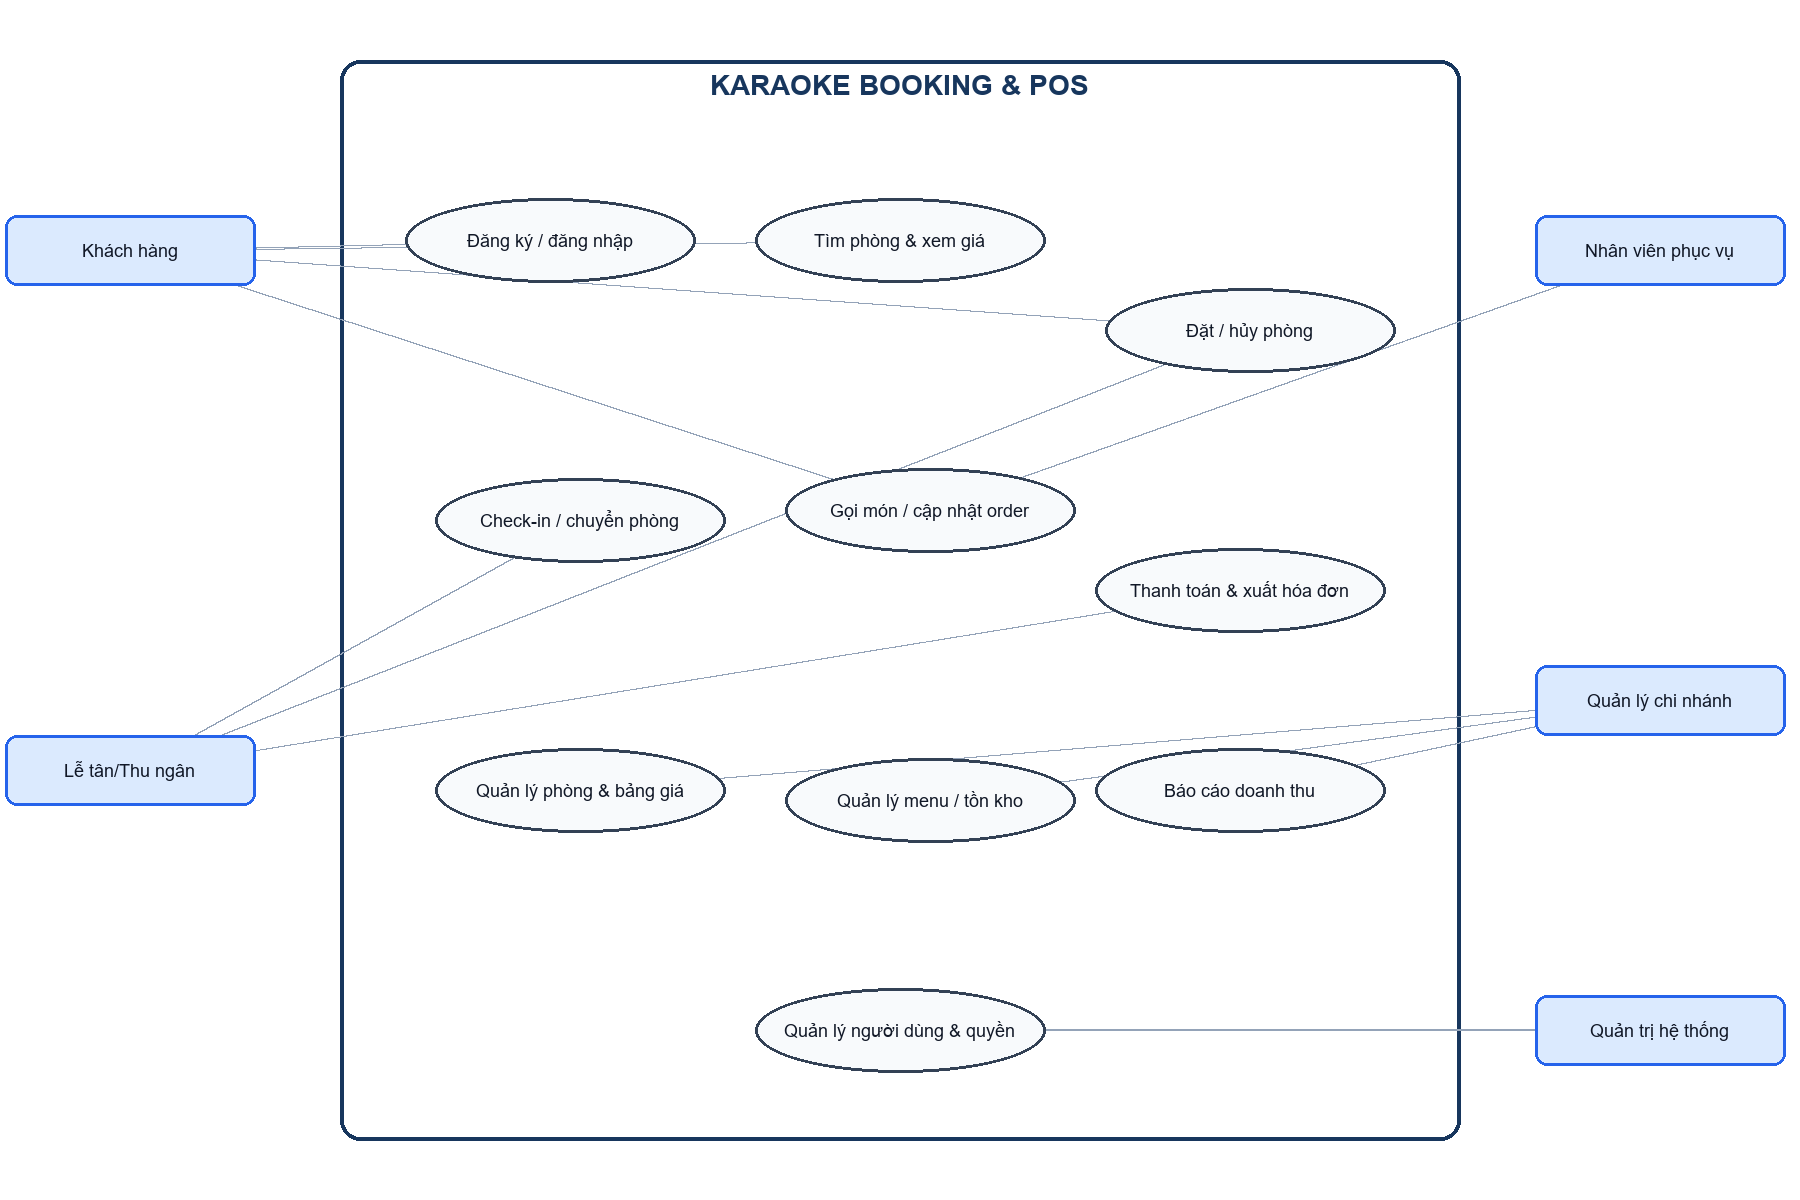 KARAOKE BOOKING & POS
Khách hàng
Đăng ký / đăng nhập
Tìm phòng & xem giá
Nhân viên phục vụ
Đặt / hủy phòng
Check-in / chuyển phòng
Gọi món / cập nhật order
Thanh toán & xuất hóa đơn
Quản lý chi nhánh
Lễ tân/Thu ngân
Quản lý phòng & bảng giá
Quản lý menu / tồn kho
Báo cáo doanh thu
Quản lý người dùng & quyền
Quản trị hệ thống